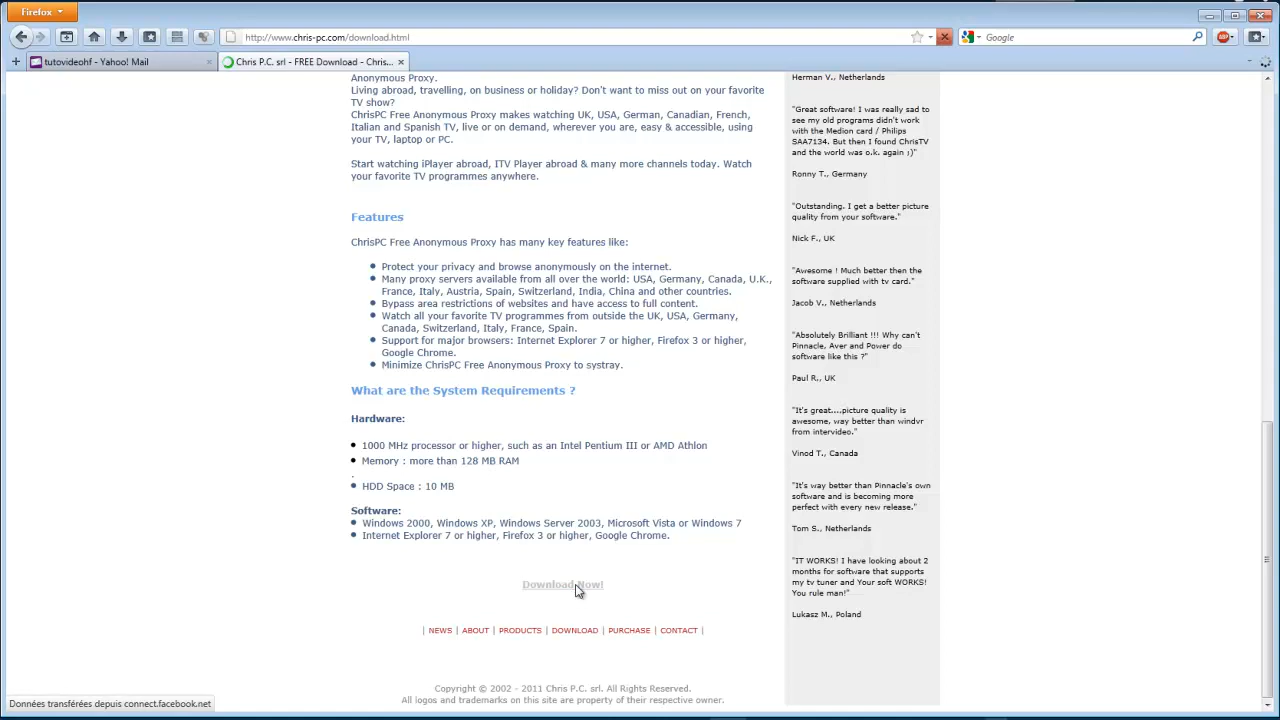 Firefox
http://www.chris-pc.com/download.html
Google
tutovideohf - Yahoo! Mail
Chris P.C. srl - FREE Download - Chris...
Anonymous Proxy.
Living abroad, travelling, on business or holiday? Don't want to miss out on your favorite
TV show?
ChrisPC Free Anonymous Proxy makes watching UK, USA, German, Canadian, French,
Italian and Spanish TV, live or on demand, wherever you are, easy & accessible, using
your TV, laptop or PC.
Start watching iPlayer abroad, ITV Player abroad & many more channels today. Watch
your favorite TV programmes anywhere.
Features
ChrisPC Free Anonymous Proxy has many key features like:
Protect your privacy and browse anonymously on the internet.
Many proxy servers available from all over the world: USA, Germany, Canada, U.K.,
France, Italy, Austria, Spain, Switzerland, India, China and other countries.
Bypass area restrictions of websites and have access to full content.
Watch all your favorite TV programmes from outside the UK, USA, Germany,
Canada, Switzerland, Italy, France, Spain.
Support for major browsers: Internet Explorer 7 or higher, Firefox 3 or higher,
Google Chrome.
Minimize ChrisPC Free Anonymous Proxy to systray.
What are the System Requirements ?
Hardware:
1000 MHz processor or higher, such as an Intel Pentium III or AMD Athlon
Memory : more than 128 MB RAM
.
HDD Space : 10 MB
Software:
Windows 2000, Windows XP, Windows Server 2003, Microsoft Vista or Windows 7
Internet Explorer 7 or higher, Firefox 3 or higher, Google Chrome.
Download Now!
| NEWS | ABOUT | PRODUCTS | DOWNLOAD | PURCHASE | CONTACT |
Copyright © 2002 - 2011 Chris P.C. srl. All Rights Reserved.
All logos and trademarks on this site are property of their respective owner.
Herman V., Netherlands
"Great software! I was really sad to
see my old programs didn't work
with the Medion card / Philips
SAA7134. But then I found ChrisTV
and the world was o.k. again ;)"
Ronny T., Germany
"Outstanding. I get a better picture
quality from your software."
Nick F., UK
"Awesome ! Much better then the
software supplied with tv card."
Jacob V., Netherlands
"Absolutely Brilliant !!! Why can't
Pinnacle, Aver and Power do
software like this ?"
Paul R., UK
"It's great....picture quality is
awesome, way better than windvr
from intervideo."
Vinod T., Canada
"It's way better than Pinnacle's own
software and is becoming more
perfect with every new release."
Tom S., Netherlands
"IT WORKS! I have looking about 2
months for software that supports
my tv tuner and Your soft WORKS!
You rule man!"
Lukasz M., Poland
Données transférées depuis connect.facebook.net